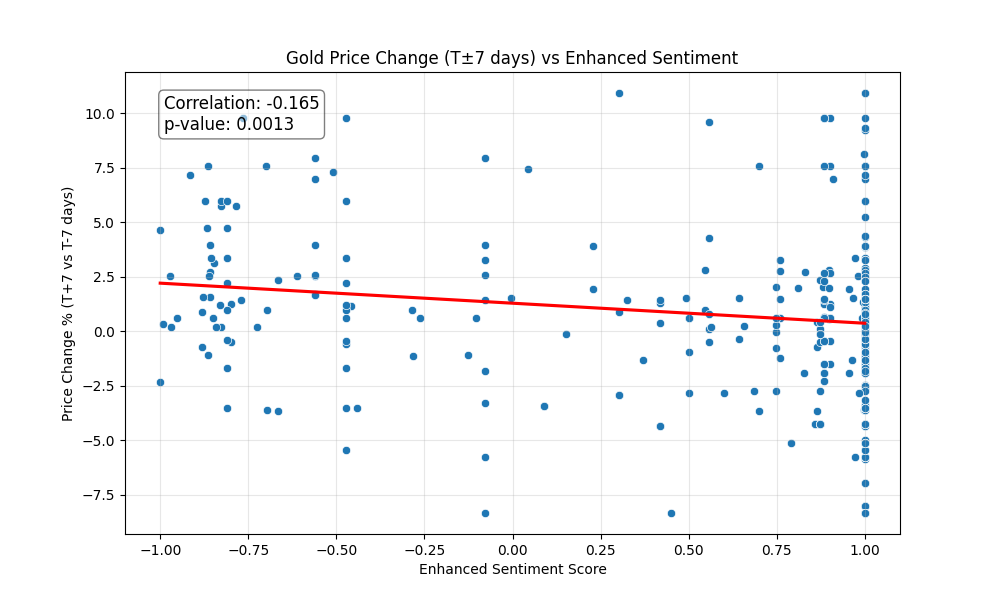 Gold Price Change (T±7 days) vs Enhanced Sentiment
Correlation: -0.165
p-value: 0.0013
Price Change % (T+7 vs T-7 days)
10.0
7.5
5.0
2.5
0.0
−2.5
−5.0
−7.5
−1.00 −0.75 −0.50 −0.25 0.00 0.25 0.50 0.75 1.00
Enhanced Sentiment Score